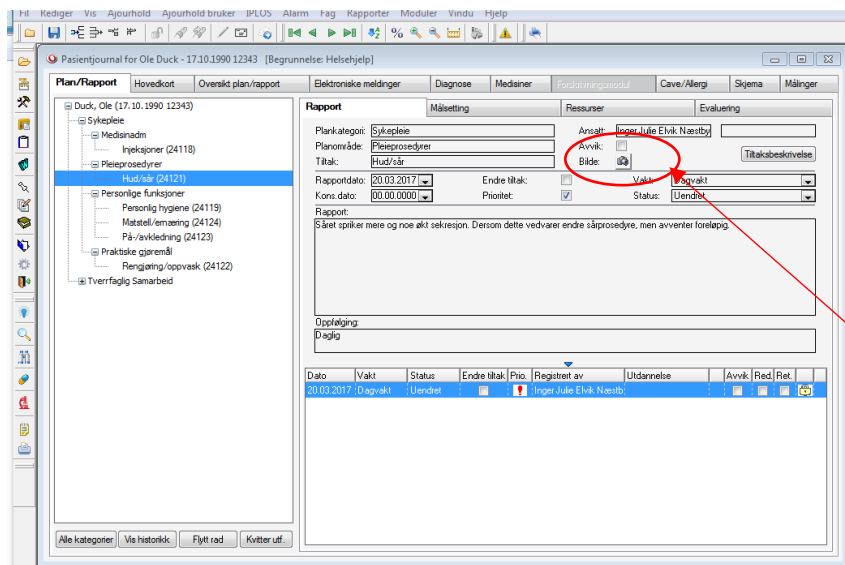 Fil Rediger Vis Ajourhold Ajourhold bruker IPLOS Alarm Fag Rapporter Moduler Vindu Hjelp
Pasientjournal for Ole Duck - 17.10.1990 12343 [Begrunnelse: Helsehjelp]
Plan/Rapport Hovedkort Oversikt plan/rapport Elektroniske meldinger Diagnose Medisiner Forskrivningsmodul Cave/Allergi Skjema Målinger
Duck, Ole (17.10.1990 12343)
Sykepleie
Medisinadm
Injeksjoner (24118)
Pleieprosedyrer
Hud/sår (24121)
Personlige funksjoner
Personlig hygiene (24119)
Matstell/ernæring (24124)
På-/avkledning (24123)
Praktiske gjøremål
Rengjøring/oppvask (24122)
Tverrfaglig Samarbeid
Alle kategorier Vis historikk Flytt rad Kvitter utf.
Rapport Målsetting Ressurser Evaluering
Plankategori: Sykepleie Ansatt: Inger Julie Elvik Næstby
Planområde: Pleieprosedyrer Avvik:
Tiltak: Hud/sår Bilde: Tiltaksbeskrivelse
Rapportdato: 20.03.2017 Endre tiltak: Vakt: Dagvakt
Kons.dato: 00.00.0000 Prioritet: Status: Uendret
Rapport:
Såret spriker mere og noe økt sekresjon. Dersom dette vedvarer endre sårprosedyre, men avventer foreløpig.
Oppfølging:
Daglig
Dato Vakt Status Endre tiltak Prio. Registrert av Utdannelse Avvik Red. Ret.
20.03.2017 Dagvakt Uendret Inger Julie Elvik Næstb